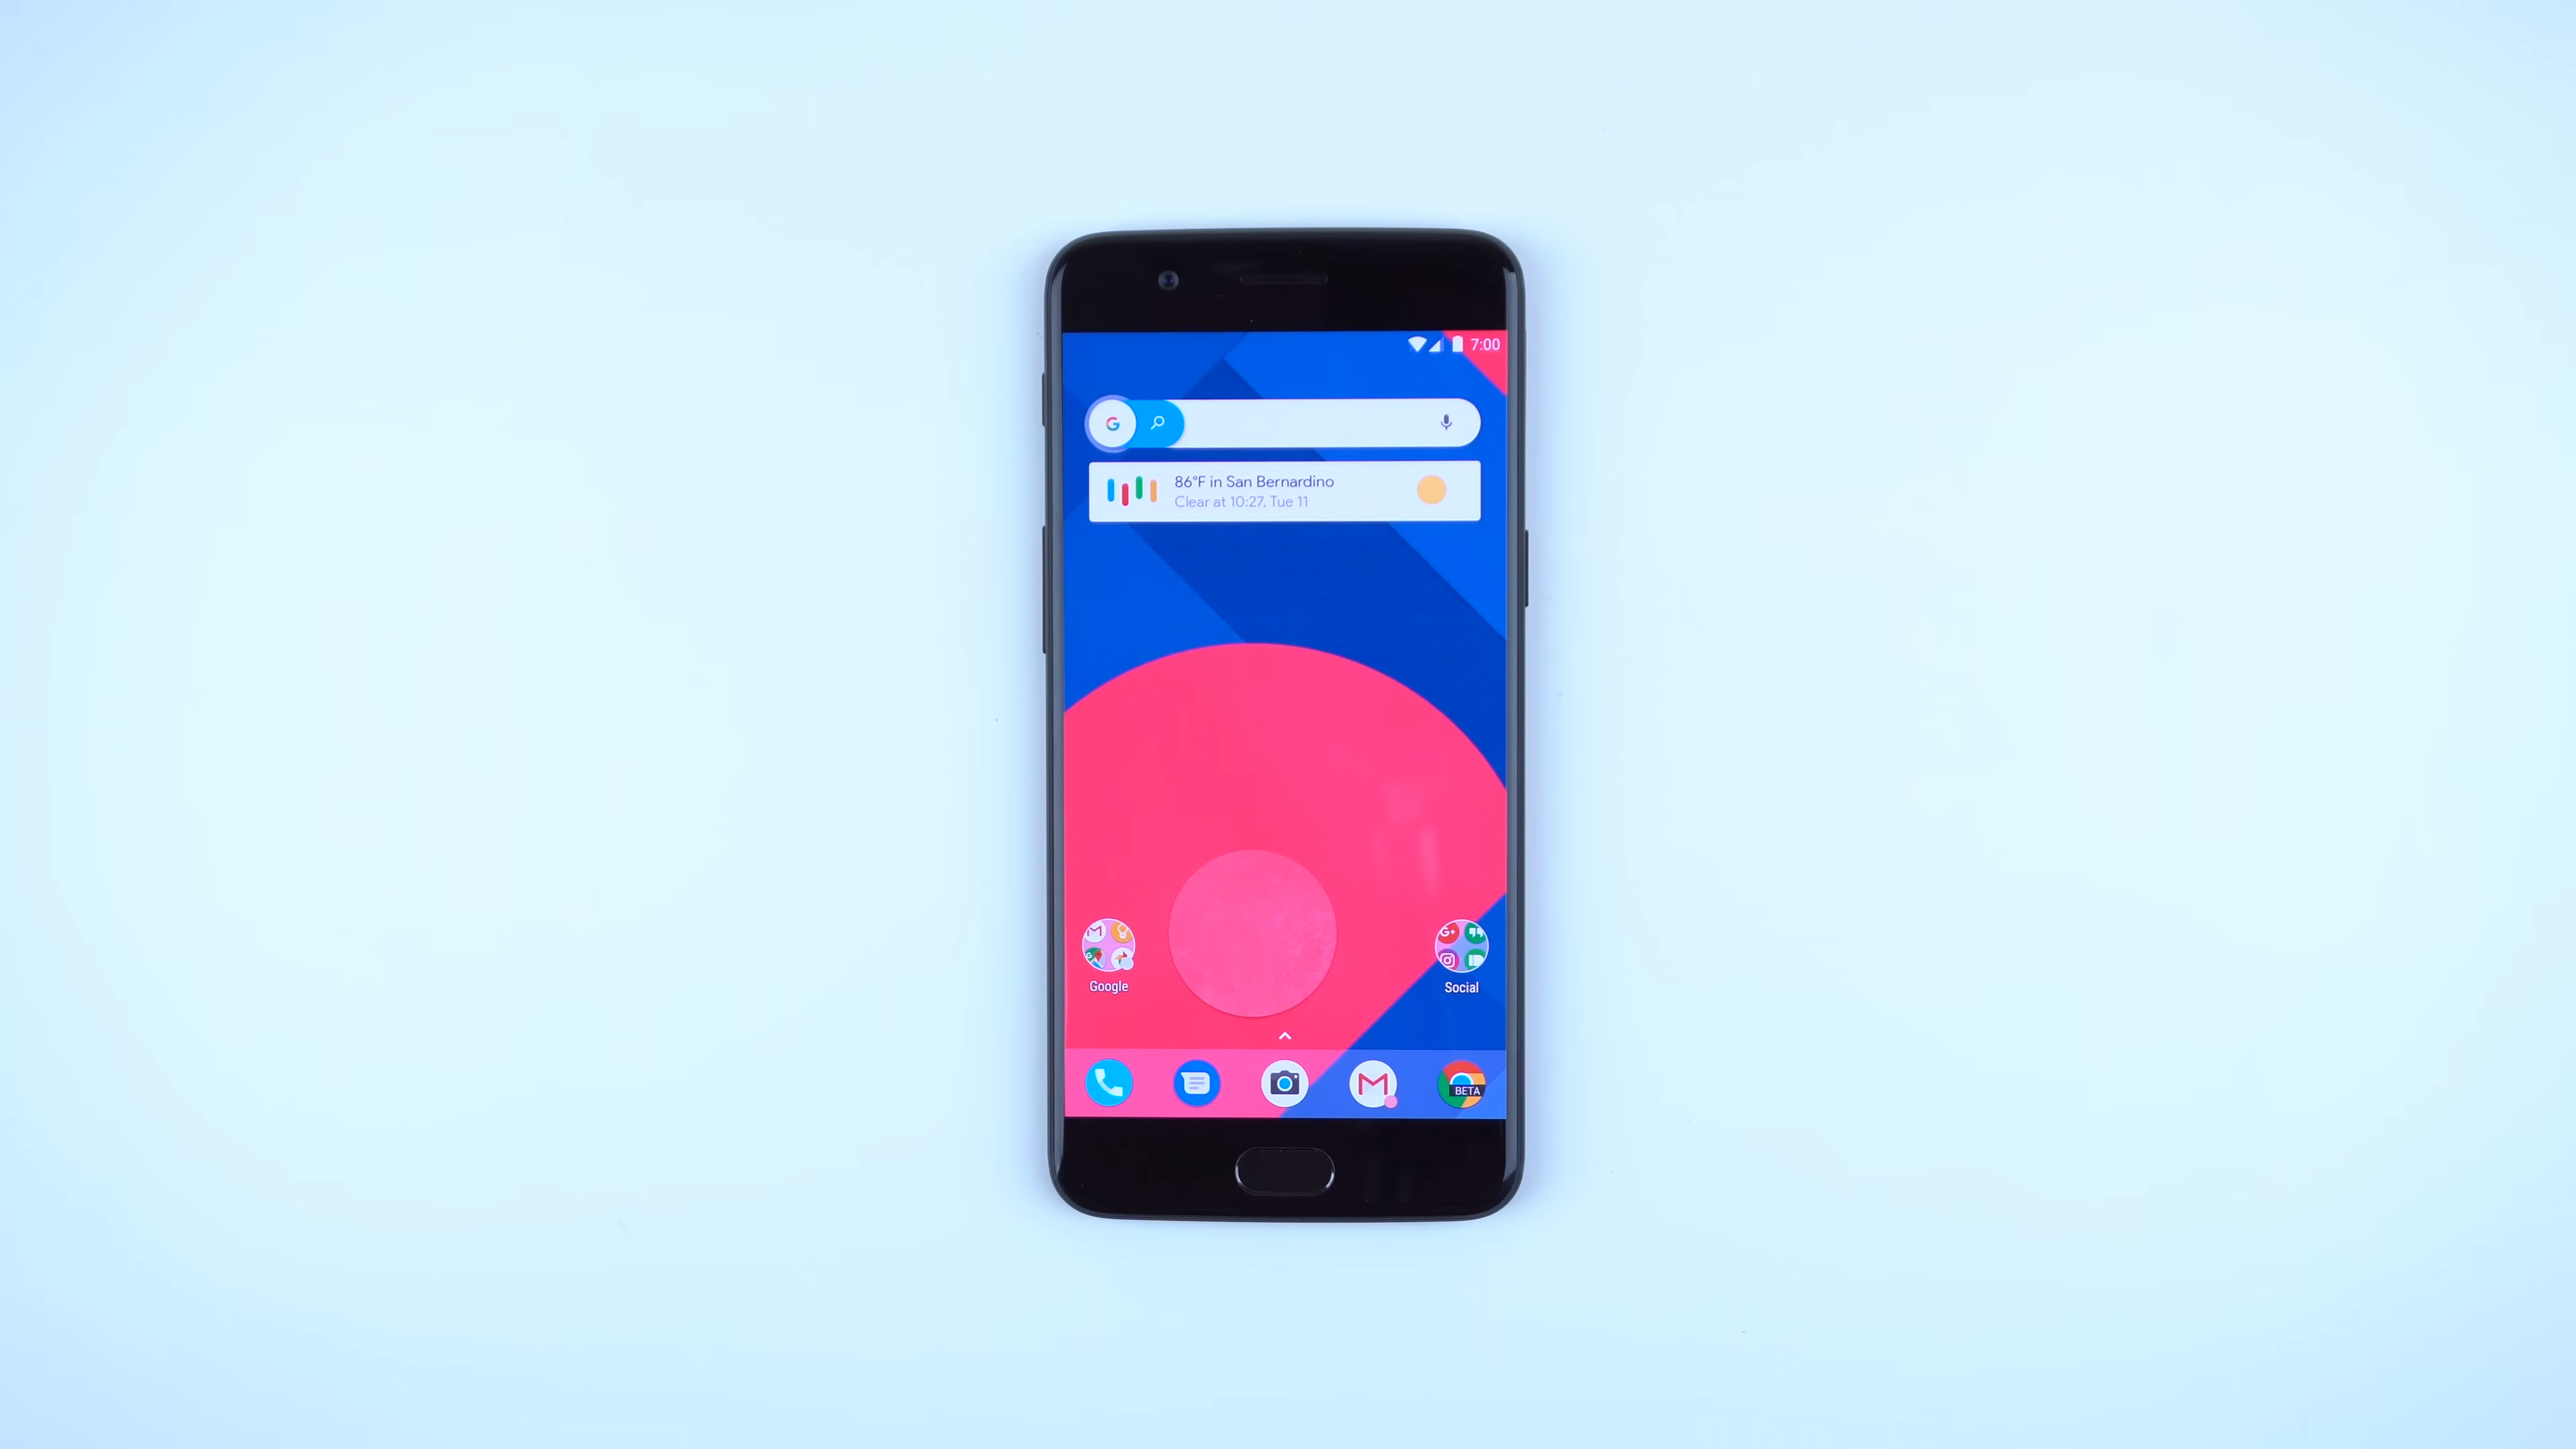 7:00
G
86°F in San Bernardino
Clear at 10:27, Tue 11
Google
Social
BETA